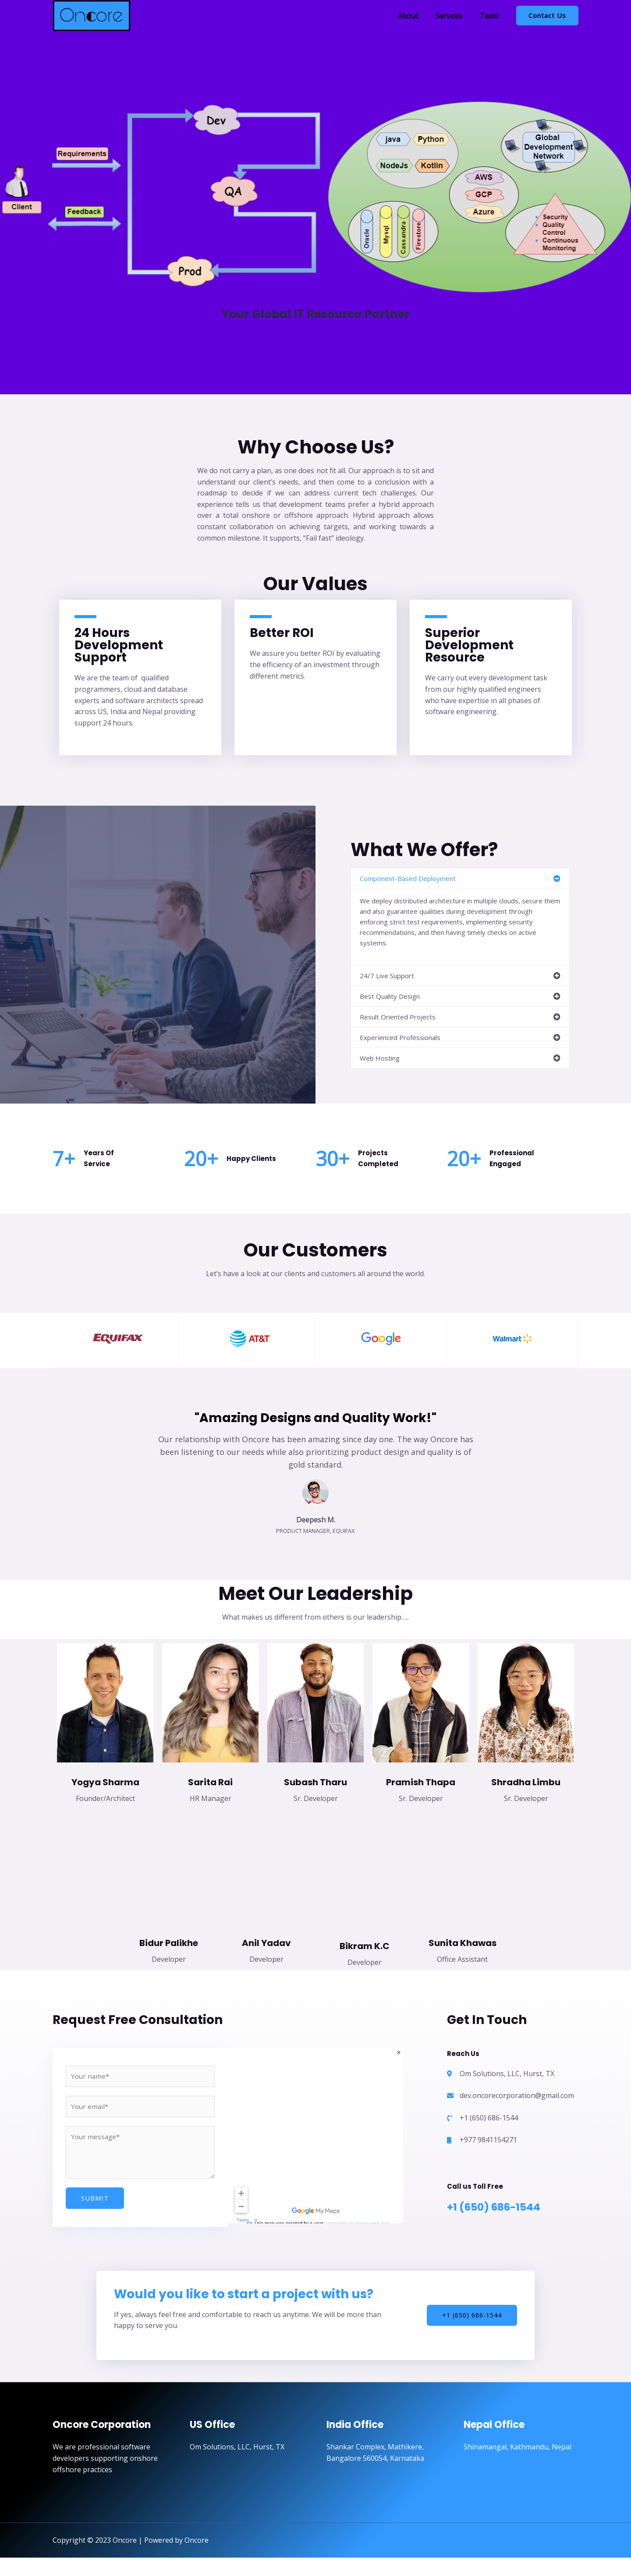 Oncore
About
Services
Team
Contact Us
Requirements
Client
Feedback
Dev
QA
Prod
java
Python
NodeJs
Kotlin
Global
Development
Network
AWS
GCP
Azure
Oracle
Mysql
Cassandra
Firestore
Security
Quality
Control
Continuous
Monitoring
Your Global IT Resource Partner
Why Choose Us?
We do not carry a plan, as one does not fit all. Our approach is to sit and
understand our client's needs, and then come to a conclusion with a
roadmap to decide if we can address current tech challenges. Our
experience tells us that development teams prefer a hybrid approach
over a total onshore or offshore approach. Hybrid approach allows
constant collaboration on achieving targets, and working towards a
common milestone. It supports, "Fail fast" ideology.
Our Values
24 Hours
Development
Support
We are the team of qualified
programmers, cloud and database
experts and software architects spread
across US, India and Nepal providing
support 24 hours.
Better ROI
We assure you better ROI by evaluating
the efficiency of an investment through
different metrics.
Superior
Development
Resource
We carry out every development task
from our highly qualified engineers
who have expertise in all phases of
software engineering.
What We Offer?
Component-Based Deployment
We deploy distributed architecture in multiple clouds, secure them
and also guarantee qualities during development through
enforcing strict test requirements, implementing security
recommendations, and then having timely checks on active
systems.
24/7 Live Support
Best Quality Design
Result Oriented Projects
Experienced Professionals
Web Hosting
7+
Years Of
Service
20+
Happy Clients
30+
Projects
Completed
20+
Professional
Engaged
Our Customers
Let's have a look at our clients and customers all around the world.
EQUIFAX
AT&T
Google
Walmart
"Amazing Designs and Quality Work!"
Our relationship with Oncore has been amazing since day one. The way Oncore has
been listening to our needs while also prioritizing product design and quality is of
gold standard.
Deepesh M.
PRODUCT MANAGER, EQUIFAX
Meet Our Leadership
What makes us different from others is our leadership.....
Yogya Sharma
Founder/Architect
Sarita Rai
HR Manager
Subash Tharu
Sr. Developer
Pramish Thapa
Sr. Developer
Shradha Limbu
Sr. Developer
Bidur Palikhe
Developer
Anil Yadav
Developer
Bikram K.C
Developer
Sunita Khawas
Office Assistant
Request Free Consultation
Your name*
Your email*
Your message*
SUBMIT
Google My Maps
Terms
Get In Touch
Reach Us
Om Solutions, LLC, Hurst, TX
dev.oncorecorporation@gmail.com
+1 (650) 686-1544
+977 9841154271
Call us Toll Free
+1 (650) 686-1544
Would you like to start a project with us?
If yes, always feel free and comfortable to reach us anytime. We will be more than
happy to serve you.
+1 (650) 686-1544
Oncore Corporation
We are professional software
developers supporting onshore
offshore practices
US Office
Om Solutions, LLC, Hurst, TX
India Office
Shankar Complex, Mathikere,
Bangalore 560054, Karnataka
Nepal Office
Shinamangal, Kathmandu, Nepal
Copyright © 2023 Oncore | Powered by Oncore